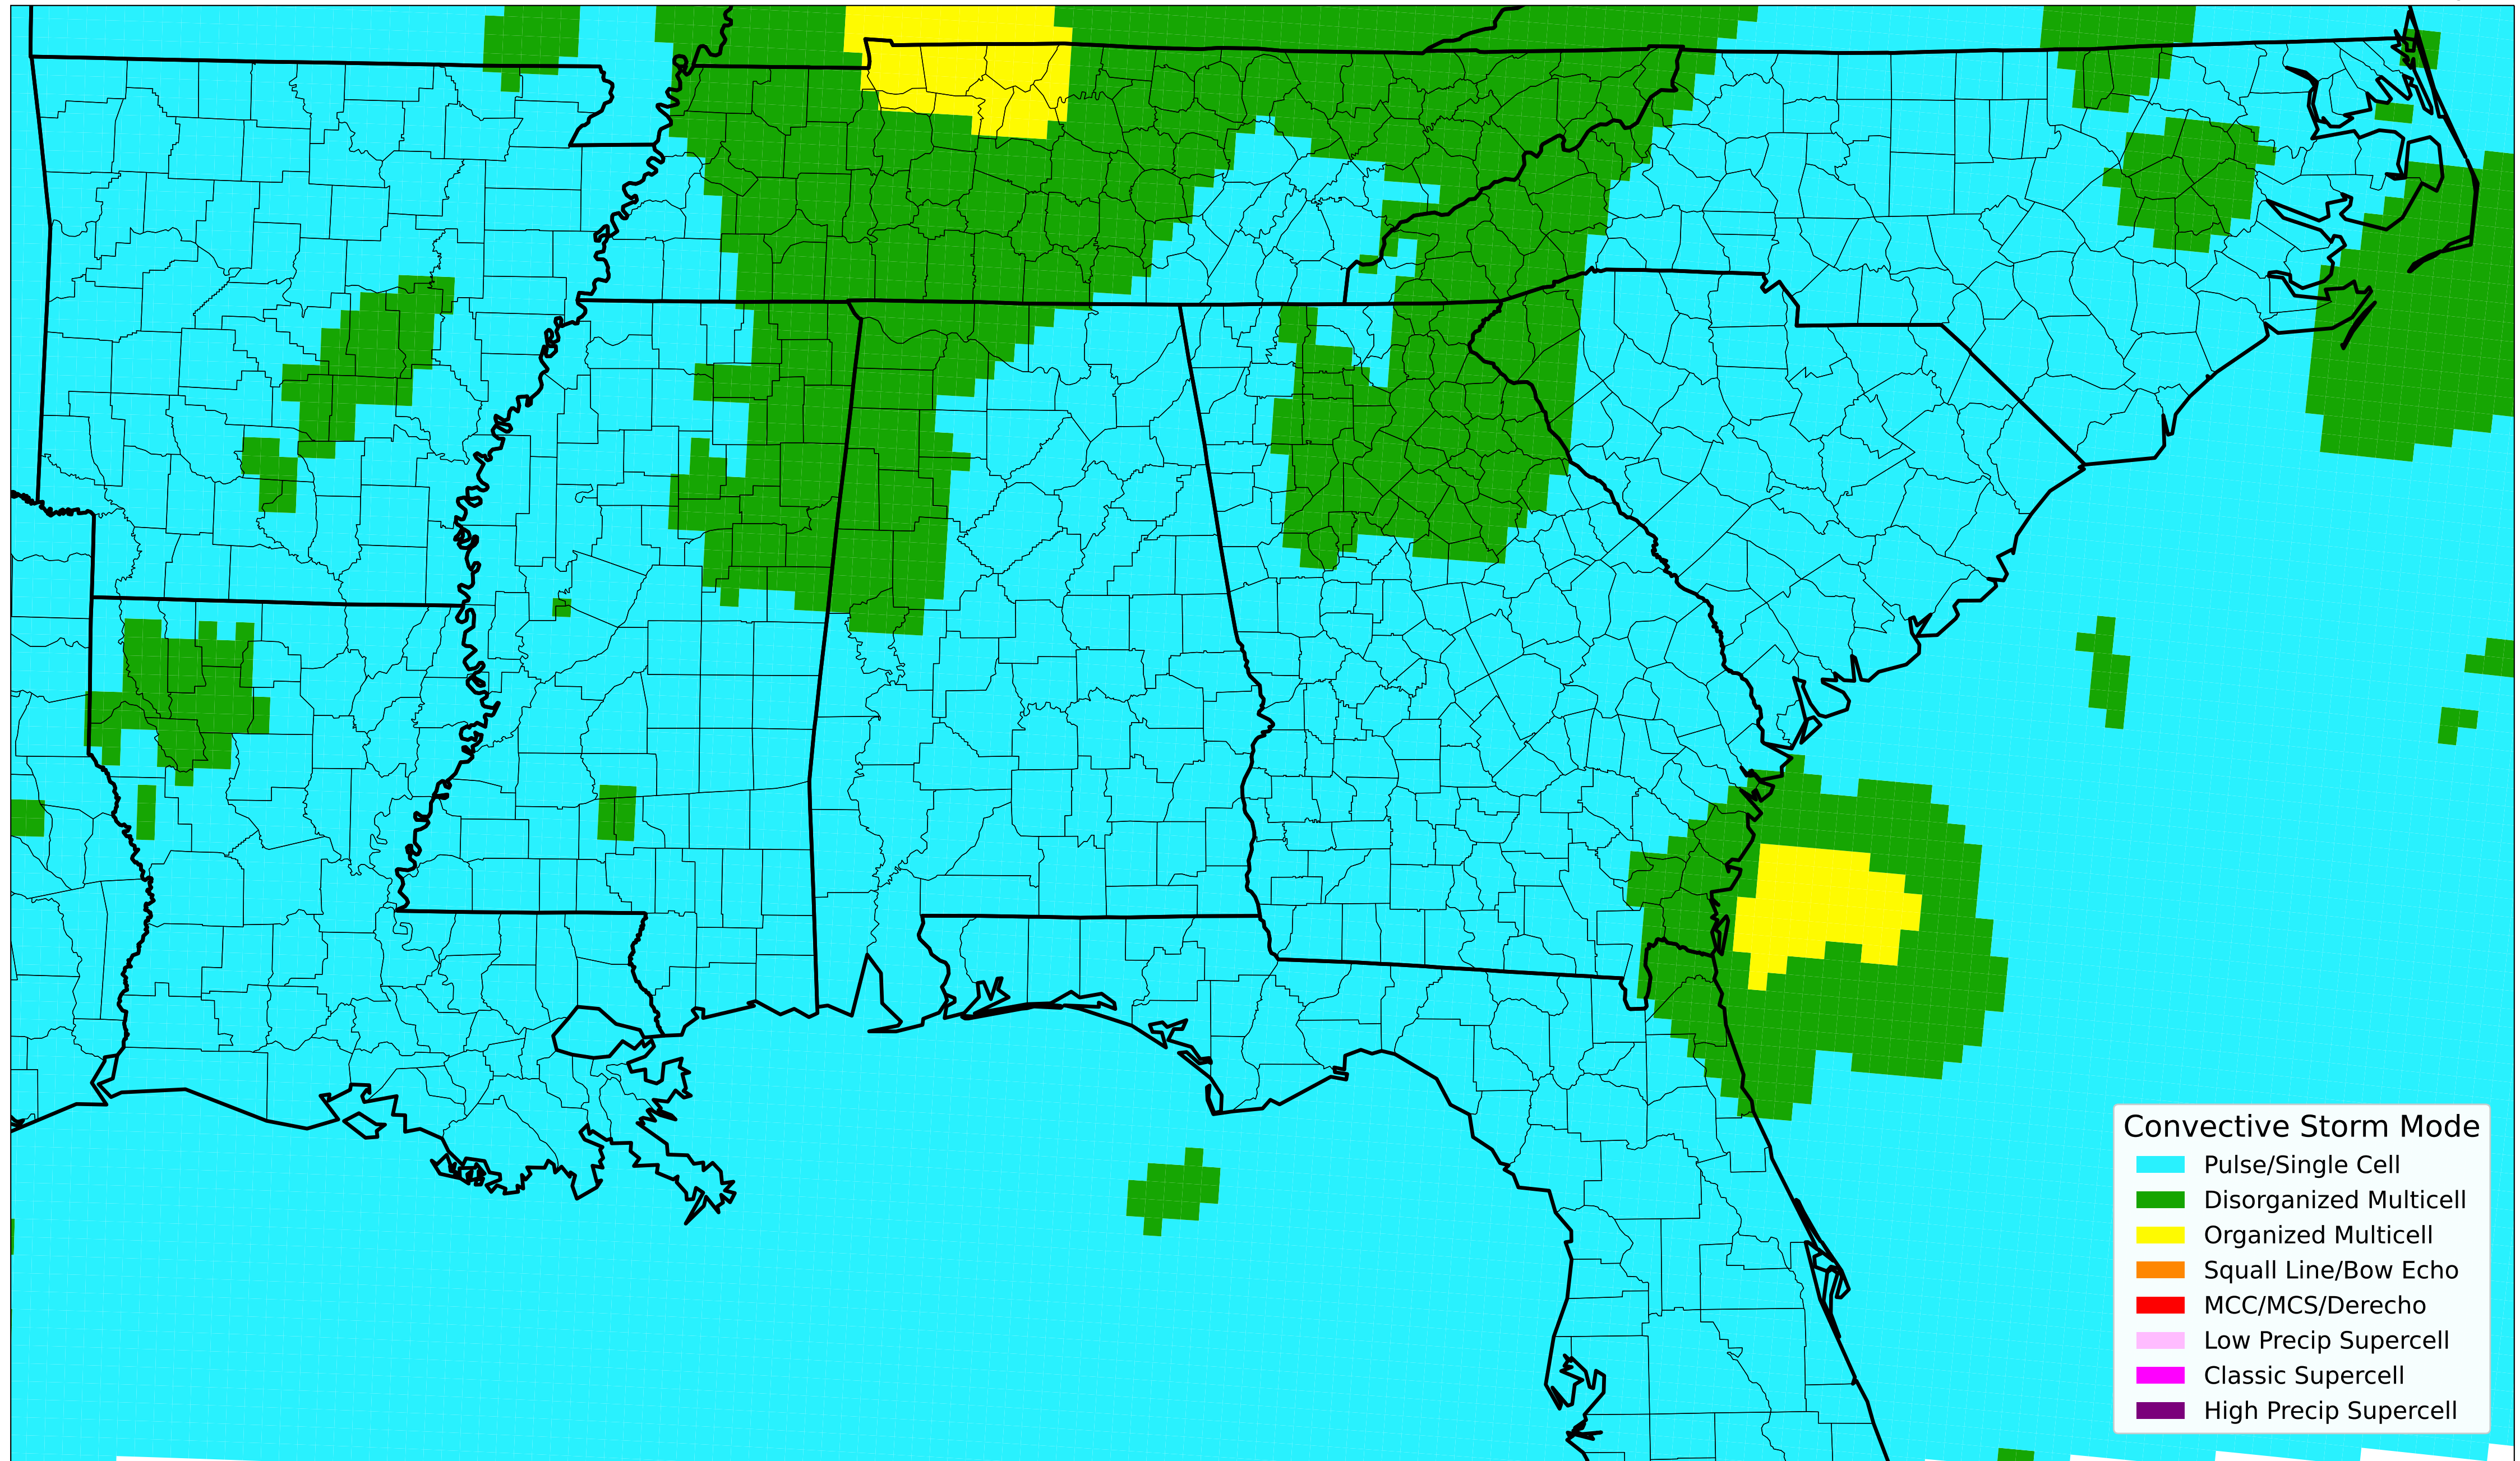 Convective Storm Mode
Pulse/Single Cell
Disorganized Multicell
Organized Multicell
Squall Line/Bow Echo
MCC/MCS/Derecho
Low Precip Supercell
Classic Supercell
High Precip Supercell